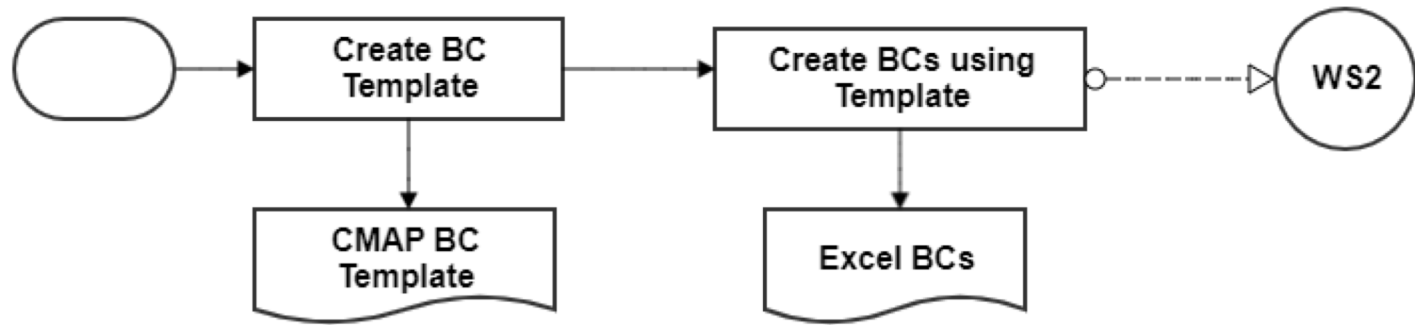 Create BC
Template
Create BCs using
Template
WS2
CMAP BC
Template
Excel BCs